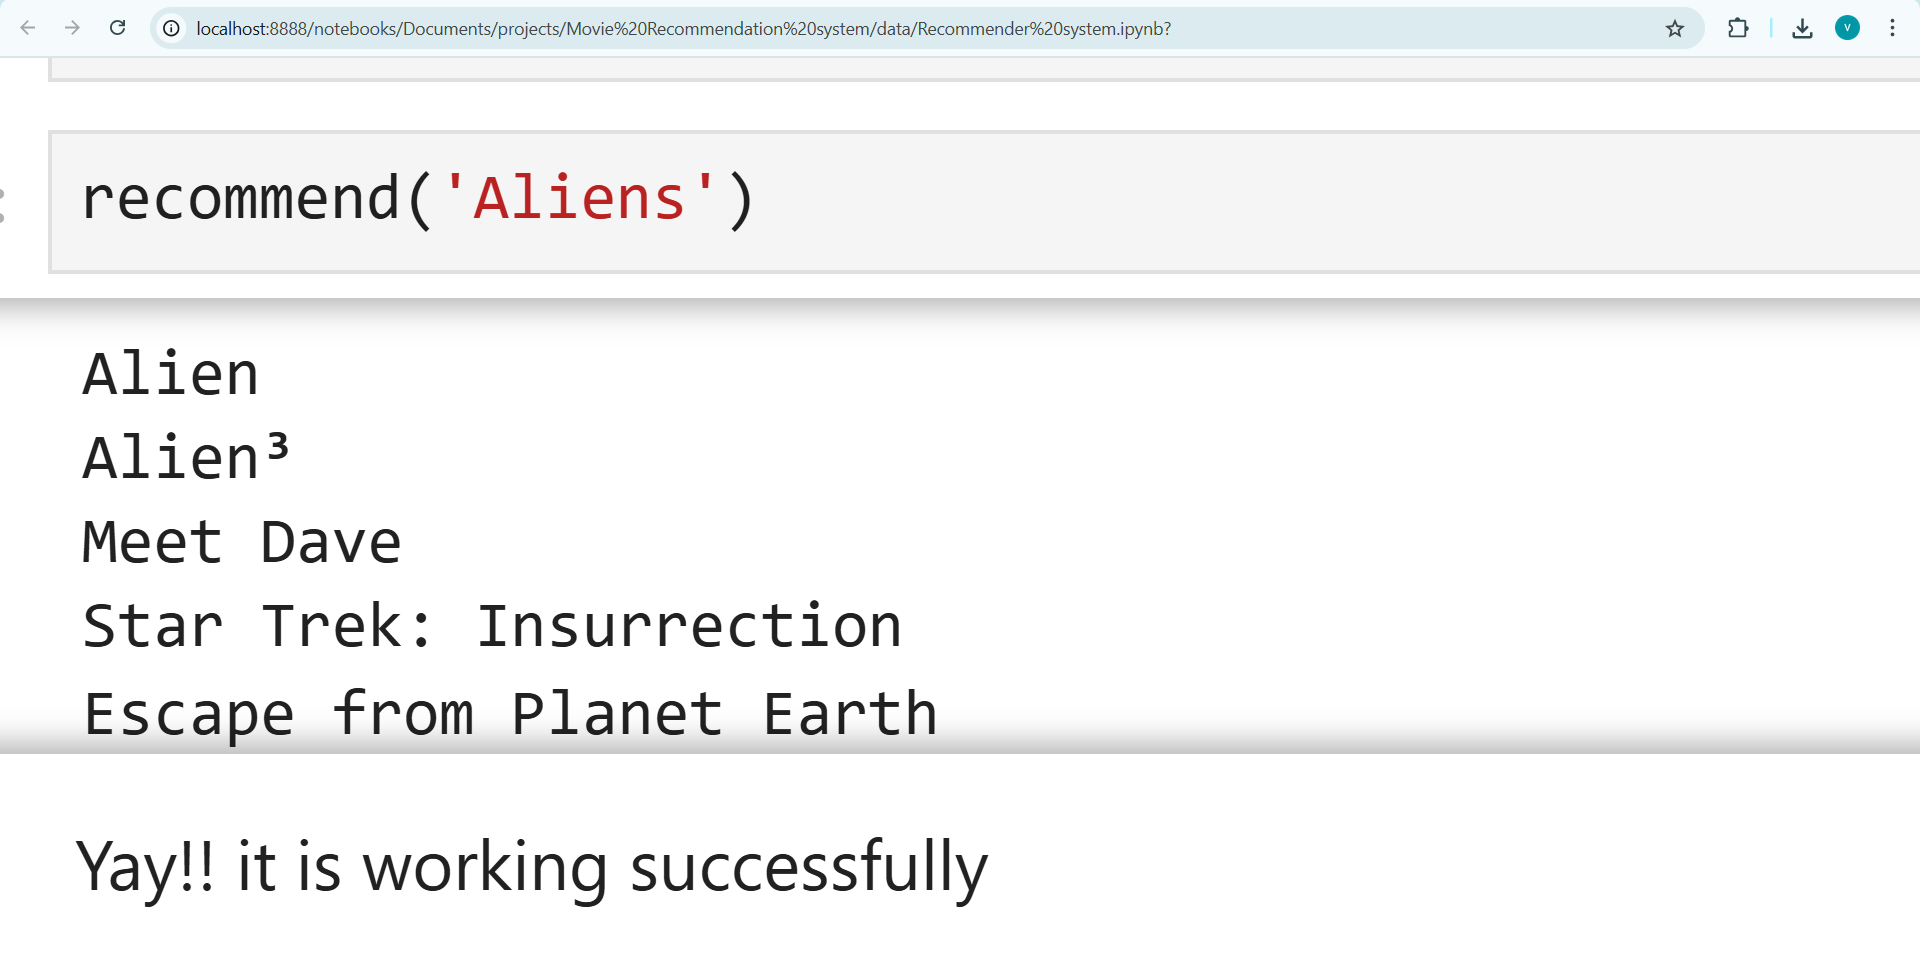 localhost:8888/notebooks/Documents/projects/Movie%20Recommendation%20system/data/Recommender%20system.ipynb?
V
recommend('Aliens')
Alien
Alien³
Meet Dave
Star Trek: Insurrection
Escape from Planet Earth
Yay!! it is working successfully